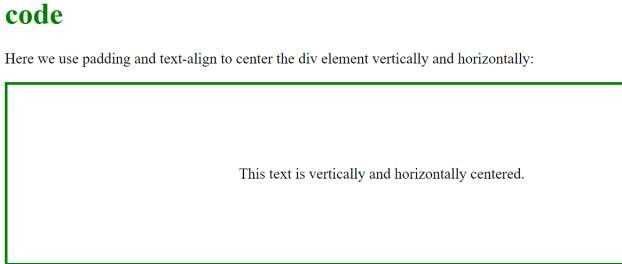 code
Here we use padding and text-align to center the div element vertically and horizontally:
This text is vertically and horizontally centered.